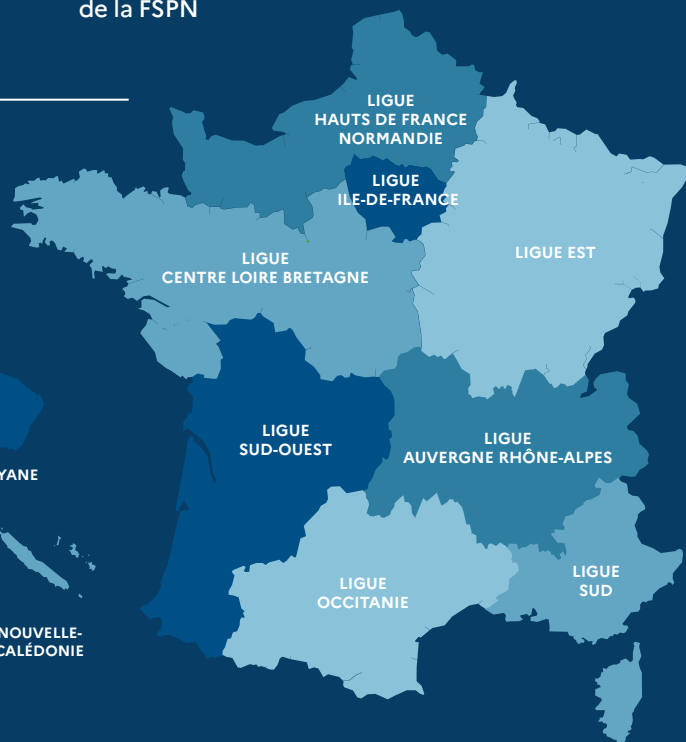 de la FSPN
LIGUE
HAUTS DE FRANCE
NORMANDIE
LIGUE
ILE-DE-FRANCE
LIGUE
CENTRE LOIRE BRETAGNE
LIGUE EST
LIGUE
SUD-OUEST
LIGUE
AUVERGNE RHÔNE-ALPES
YANE
LIGUE
OCCITANIE
LIGUE
SUD
NOUVELLE-
CALÉDONIE